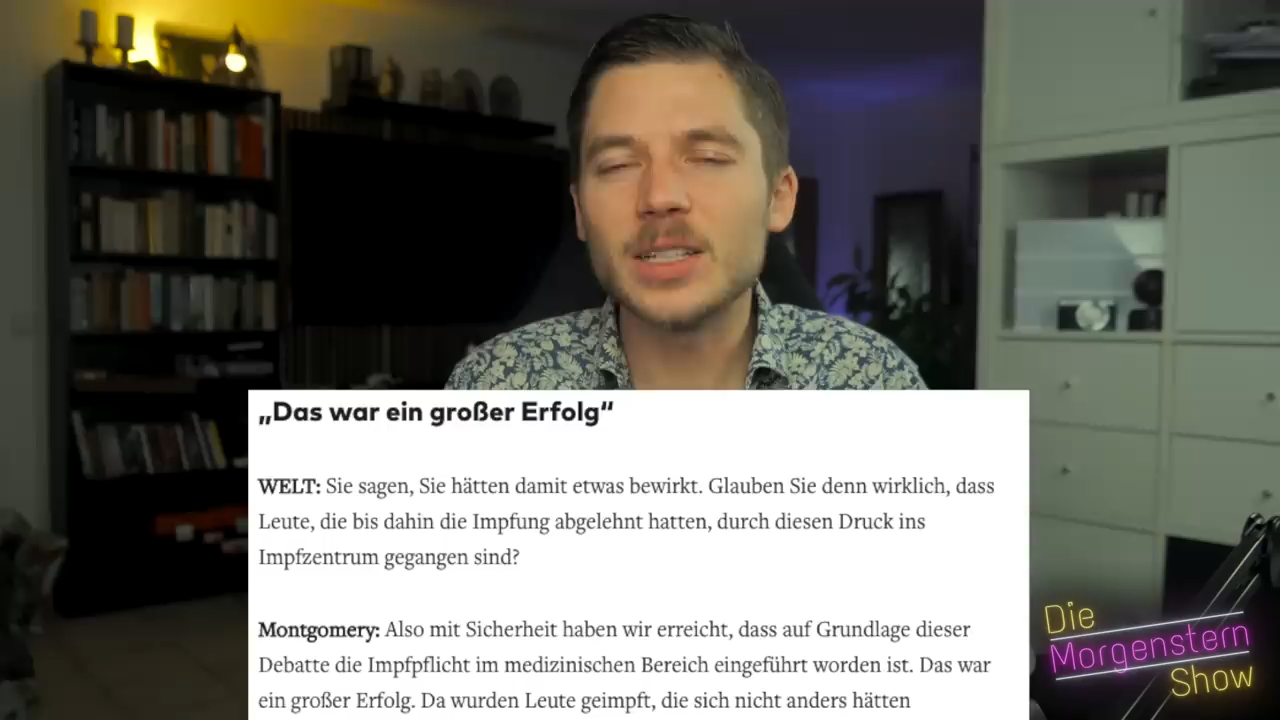 „Das war ein großer Erfolg“
WELT: Sie sagen, Sie hätten damit etwas bewirkt. Glauben Sie denn wirklich, dass
Leute, die bis dahin die Impfung abgelehnt hatten, durch diesen Druck ins
Impfzentrum gegangen sind?
Montgomery: Also mit Sicherheit haben wir erreicht, dass auf Grundlage dieser
Debatte die Impfpflicht im medizinischen Bereich eingeführt worden ist. Das war
ein großer Erfolg. Da wurden Leute geimpft, die sich nicht anders hätten
Die
Morgenstern
Show